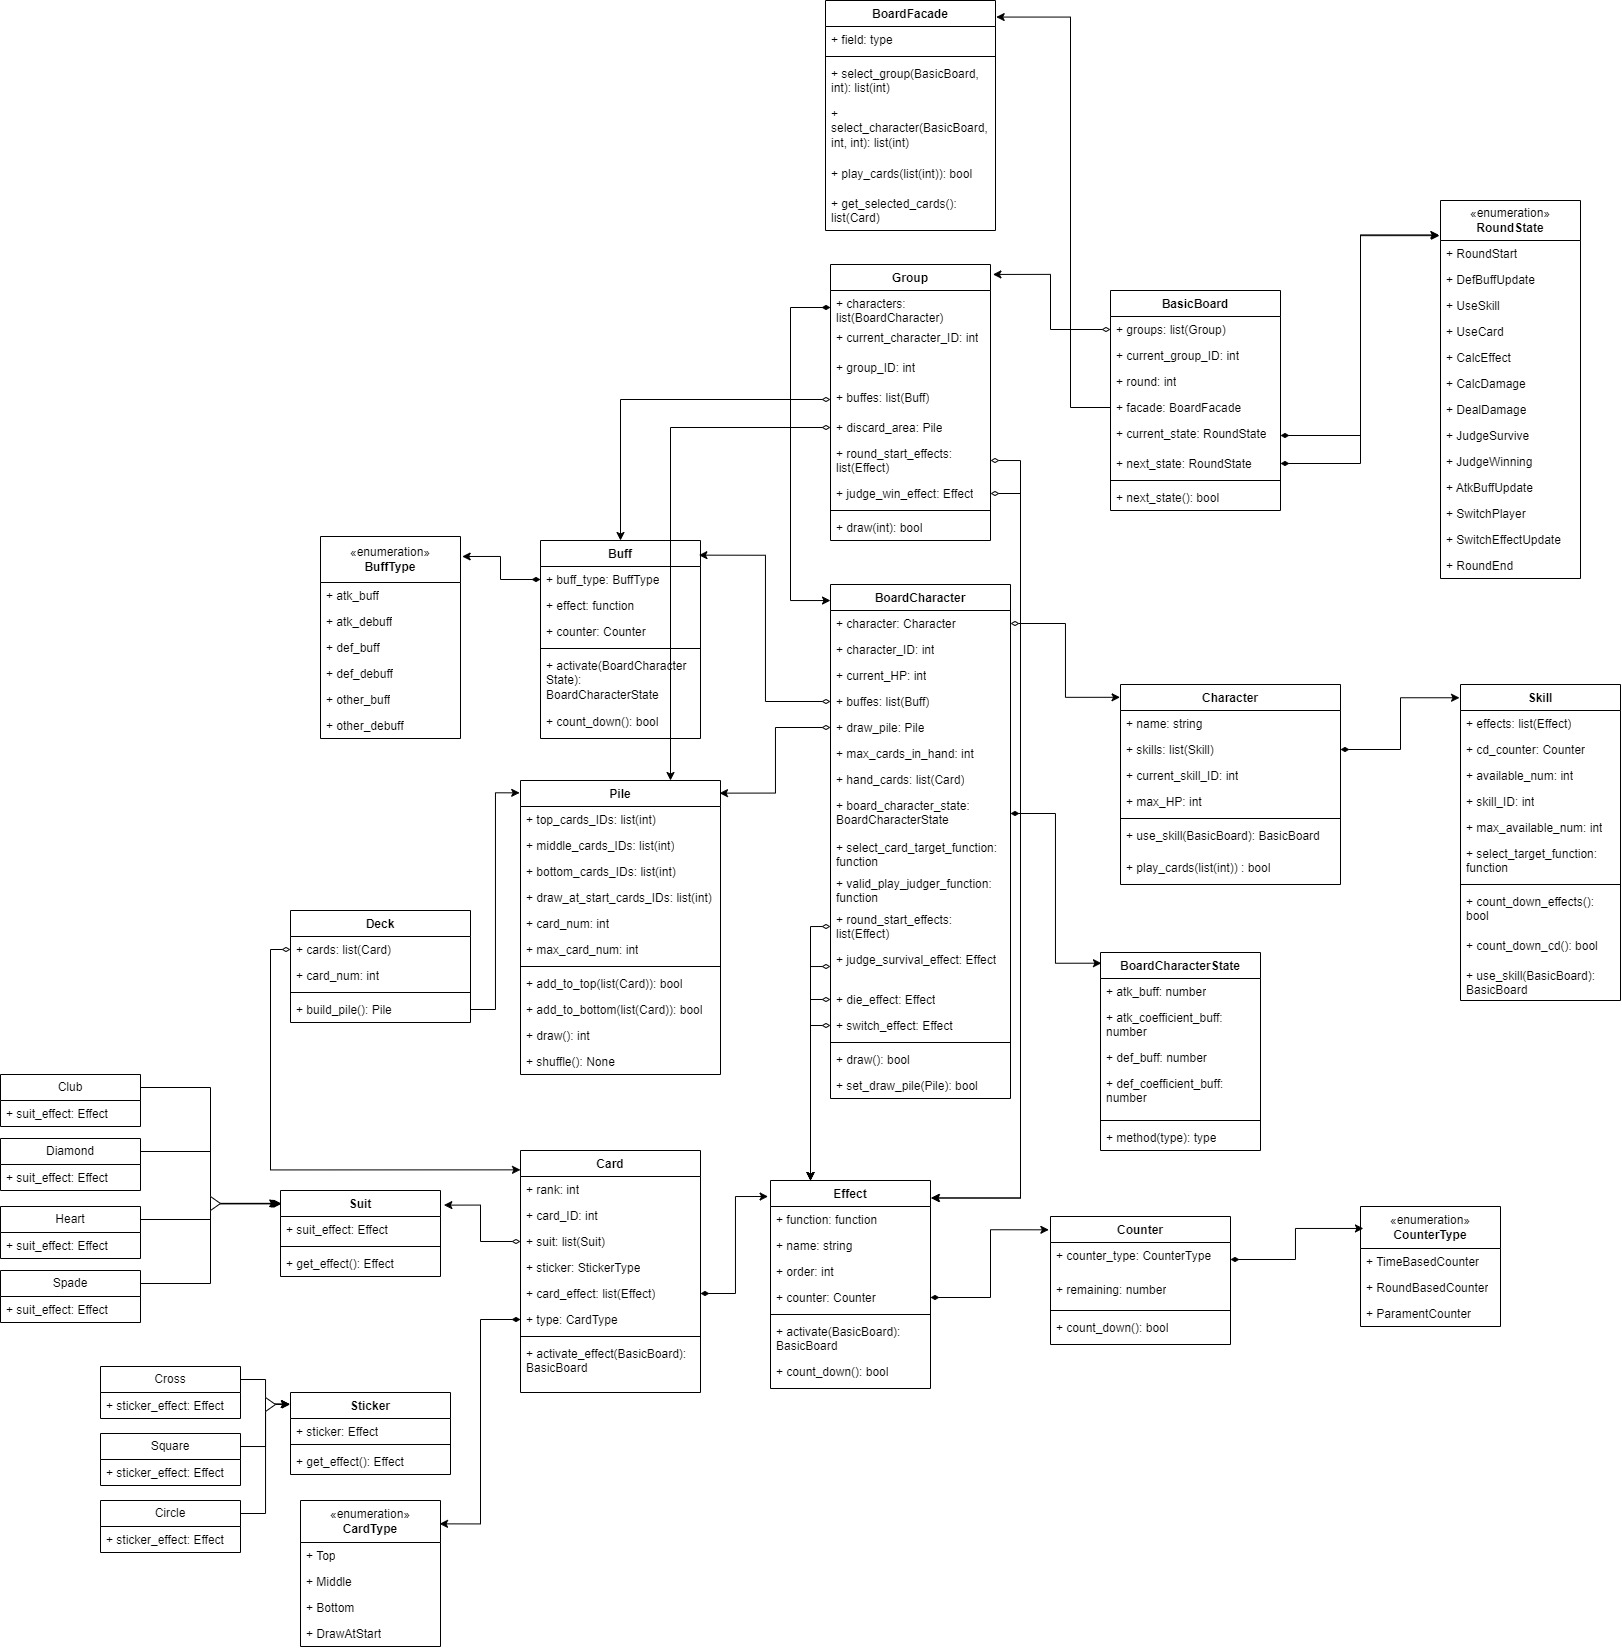 BoardFacade
+ field: type
+ select_group(BasicBoard,
int): list(int)
+
select_character(BasicBoard,
int, int): list(int)
+ play_cards(list(int)): bool
+ get_selected_cards():
list(Card)
«enumeration»
RoundState
+ RoundStart
+ DefBuffUpdate
+ UseSkill
+ UseCard
+ CalcEffect
+ CalcDamage
+ DealDamage
+ JudgeSurvive
+ JudgeWinning
+ AtkBuffUpdate
+ SwitchPlayer
+ SwitchEffectUpdate
+ RoundEnd
Group
+ characters:
list(BoardCharacter)
+ current_character_ID: int
+ group_ID: int
+ buffes: list(Buff)
+ discard_area: Pile
+ round_start_effects:
list(Effect)
+ judge_win_effect: Effect
+ draw(int): bool
BasicBoard
+ groups: list(Group)
+ current_group_ID: int
+ round: int
+ facade: BoardFacade
+ current_state: RoundState
+ next_state: RoundState
+ next_state(): bool
«enumeration»
BuffType
+ atk_buff
+ atk_debuff
+ def_buff
+ def_debuff
+ other_buff
+ other_debuff
Buff
+ buff_type: BuffType
+ effect: function
+ counter: Counter
+ activate(BoardCharacter
State):
BoardCharacterState
+ count_down(): bool
BoardCharacter
+ character: Character
+ character_ID: int
+ current_HP: int
+ buffes: list(Buff)
+ draw_pile: Pile
+ max_cards_in_hand: int
+ hand_cards: list(Card)
+ board_character_state:
BoardCharacterState
+ select_card_target_function:
function
+ valid_play_judger_function:
function
+ round_start_effects:
list(Effect)
+ judge_survival_effect: Effect
+ die_effect: Effect
+ switch_effect: Effect
+ draw(): bool
+ set_draw_pile(Pile): bool
Character
+ name: string
+ skills: list(Skill)
+ current_skill_ID: int
+ max_HP: int
+ use_skill(BasicBoard): BasicBoard
+ play_cards(list(int)) : bool
Skill
+ effects: list(Effect)
+ cd_counter: Counter
+ available_num: int
+ skill_ID: int
+ max_available_num: int
+ select_target_function:
function
+ count_down_effects():
bool
+ count_down_cd(): bool
+ use_skill(BasicBoard):
BasicBoard
Pile
+ top_cards_IDs: list(int)
+ middle_cards_IDs: list(int)
+ bottom_cards_IDs: list(int)
+ draw_at_start_cards_IDs: list(int)
+ card_num: int
+ max_card_num: int
+ add_to_top(list(Card)): bool
+ add_to_bottom(list(Card)): bool
+ draw(): int
+ shuffle(): None
Deck
+ cards: list(Card)
+ card_num: int
+ build_pile(): Pile
BoardCharacterState
+ atk_buff: number
+ atk_coefficient_buff:
number
+ def_buff: number
+ def_coefficient_buff:
number
+ method(type): type
Club
+ suit_effect: Effect
Diamond
+ suit_effect: Effect
Heart
+ suit_effect: Effect
Spade
+ suit_effect: Effect
Suit
+ suit_effect: Effect
+ get_effect(): Effect
Card
+ rank: int
+ card_ID: int
+ suit: list(Suit)
+ sticker: StickerType
+ card_effect: list(Effect)
+ type: CardType
+ activate_effect(BasicBoard):
BasicBoard
Effect
+ function: function
+ name: string
+ order: int
+ counter: Counter
+ activate(BasicBoard):
BasicBoard
+ count_down(): bool
Counter
+ counter_type: CounterType
+ remaining: number
+ count_down(): bool
«enumeration»
CounterType
+ TimeBasedCounter
+ RoundBasedCounter
+ ParamentCounter
Cross
+ sticker_effect: Effect
Square
+ sticker_effect: Effect
Circle
+ sticker_effect: Effect
Sticker
+ sticker: Effect
+ get_effect(): Effect
«enumeration»
CardType
+ Top
+ Middle
+ Bottom
+ DrawAtStart